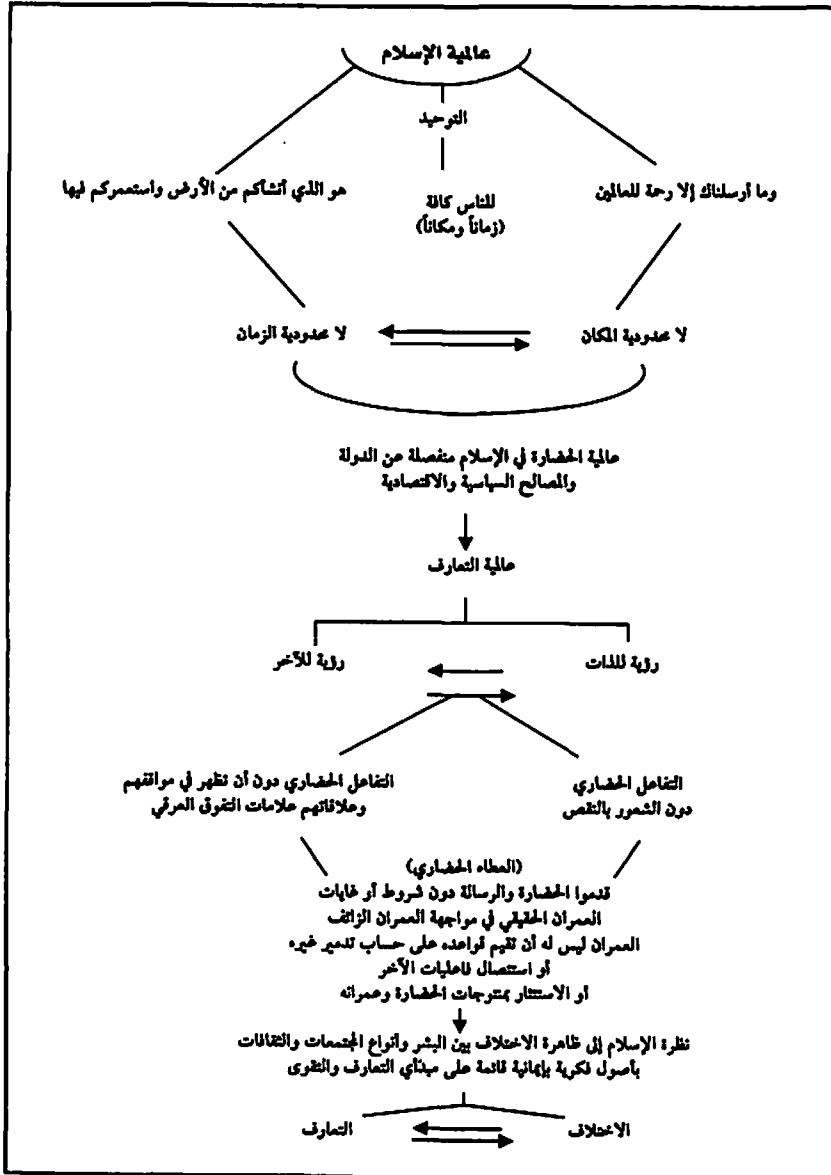 عالمية الإسلام
التوحيد
وما أرسلناك إلا رحمة للعالمين
للناس كافة
(زماناً ومكاناً)
هو الذي أنشأكم من الأرض واستعمركم فيها
لا محدودية المكان
لا محدودية الزمان
عالمية الحضارة في الإسلام منفصلة عن الدولة
والمصالح السياسية والاقتصادية
عالمية التعارف
رؤية للذات
رؤية للآخر
التفاعل الحضاري
دون الشعور بالنقص
التفاعل الحضاري دون أن تظهر في مواقفهم
وعلاقاتهم علامات التفوق العرقي
(العطاء الحضاري)
قدموا الحضارة والرسالة دون شروط أو غايات
العمران الحقيقي في مواجهة العمران الزائف
العمران ليس له أن تقيم قواعده على حساب تدمير غيره
أو استئصال فاعليات الآخر
أو الاستئثار بمنتوجات الحضارة وعمرانه
نظرة الإسلام إلى ظاهرة الاختلاف بين البشر وأنواع المجتمعات والثقافات
بأصول فكرية بإيمانية قائمة على مبدأي التعارف والتقوى
الاختلاف
التعارف